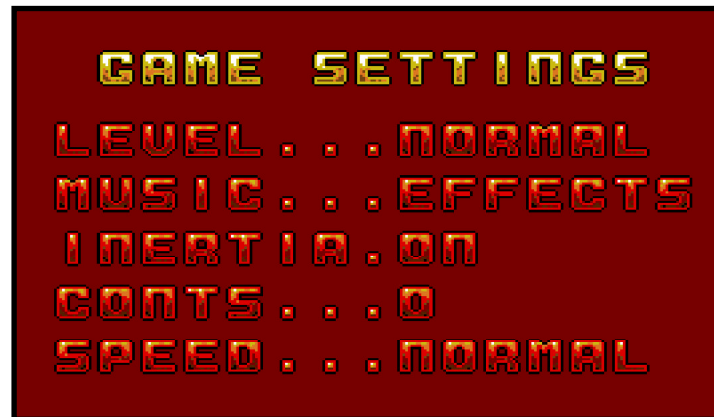 GAME SETTINGS
LEVEL...NORMAL
MUSIC...EFFECTS
INERTIA.ON
CONTS...0
SPEED...NORMAL